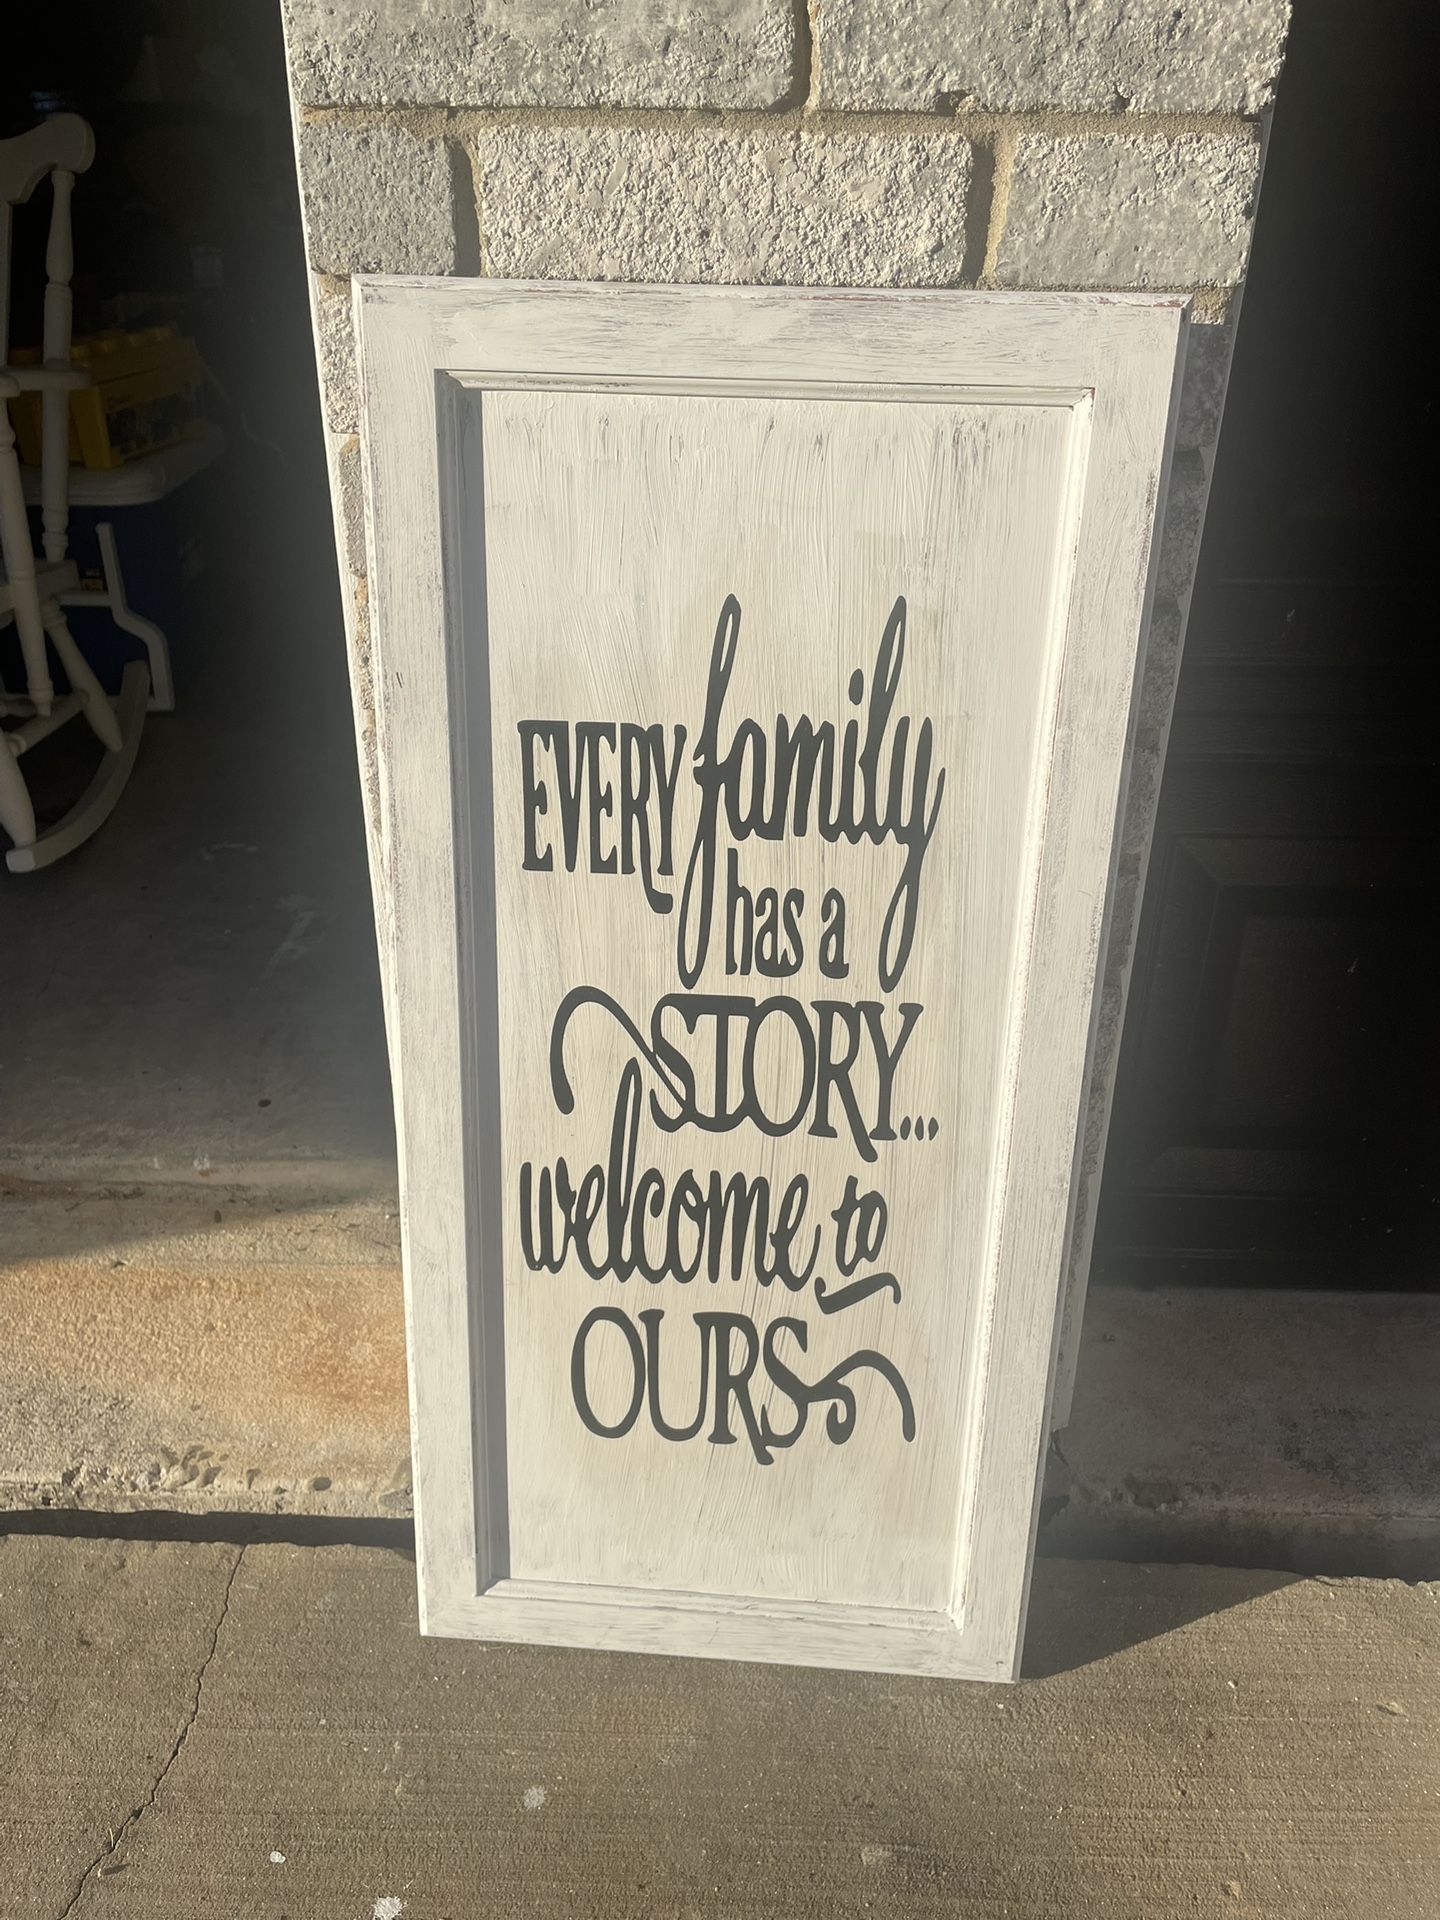 EVERY family
has a
STORY...
welcome to
OURS